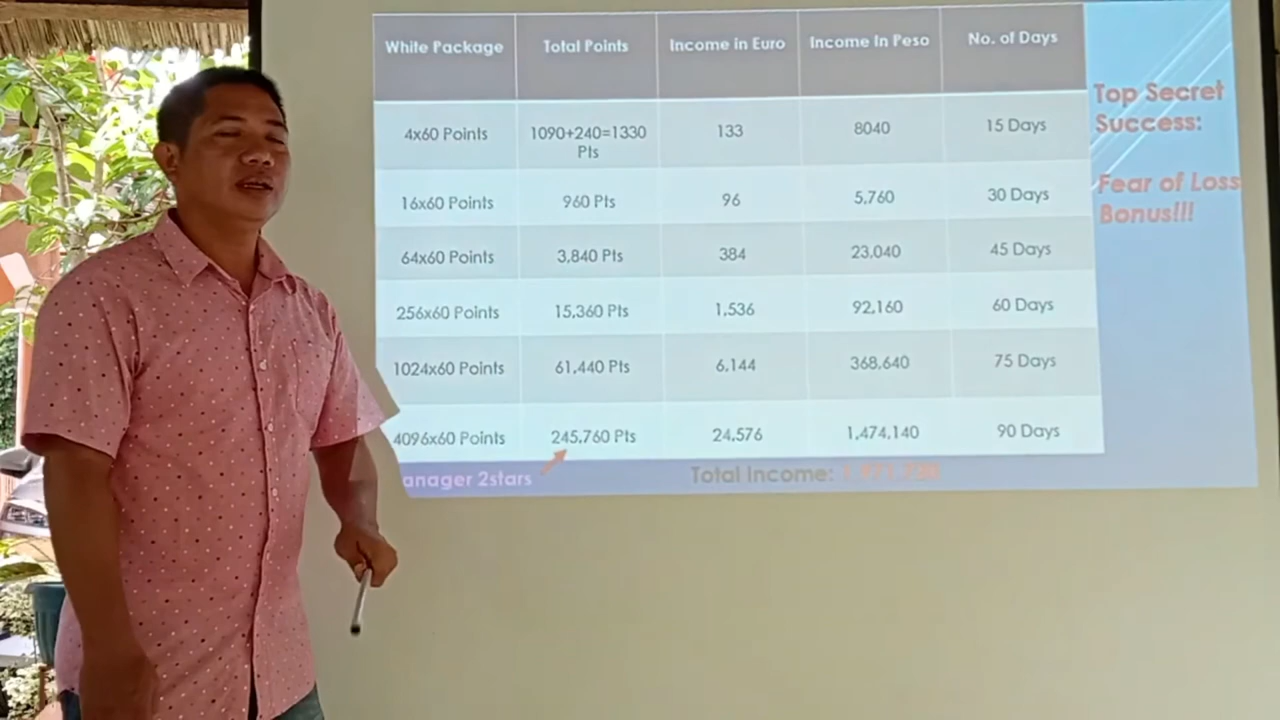 White Package Total Points Income in Euro Income In Peso No. of Days
4x60 Points 1090+240=1330 133 8040 15 Days
Pts
16x60 Points 960 Pts 96 5,760 30 Days
64x60 Points 3,840 Pts 384 23,040 45 Days
256x60 Points 15,360 Pts 1,536 92,160 60 Days
1024x60 Points 61,440 Pts 6,144 368,640 75 Days
4096x60 Points 245,760 Pts 24,576 1,474,140 90 Days
anager 2stars Total Income:
Top Secret
Success:
Fear of Loss
Bonus!!!